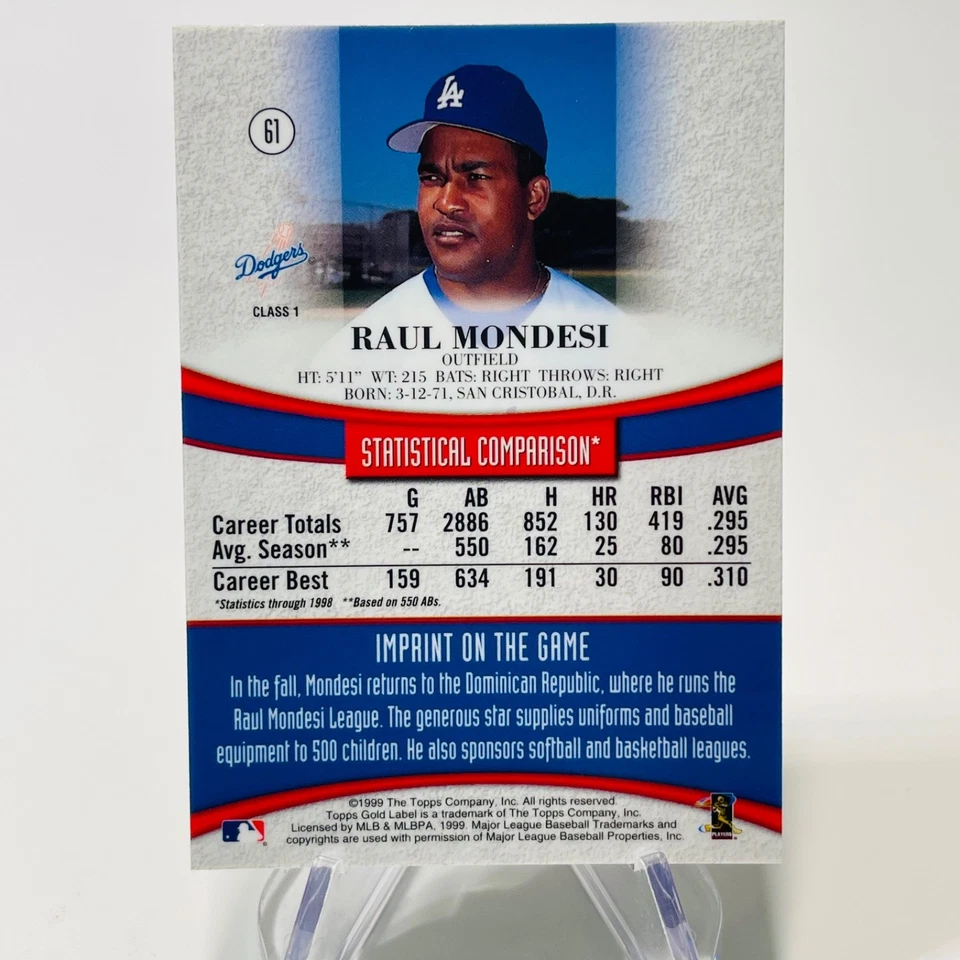 LA
61
Dodgers
CLASS 1
RAUL MONDESI
OUTFIELD
HT: 5'11" WT: 215 BATS: RIGHT THROWS: RIGHT
BORN: 3-12-71, SAN CRISTOBAL, D.R.
STATISTICAL COMPARISON*
G AB H HR RBI AVG
Career Totals 757 2886 852 130 419 .295
Avg. Season** -- 550 162 25 80 .295
Career Best 159 634 191 30 90 .310
*Statistics through 1998 **Based on 550 ABs.
IMPRINT ON THE GAME
In the fall, Mondesi returns to the Dominican Republic, where he runs the
Raul Mondesi League. The generous star supplies uniforms and baseball
equipment to 500 children. He also sponsors softball and basketball leagues.
©1999 The Topps Company, Inc. All rights reserved.
Topps Gold Label is a trademark of The Topps Company, Inc.
Licensed by MLB & MLBPA, 1999. Major League Baseball Trademarks and
copyrights are used with permission of Major League Baseball Properties, Inc.
PLAYERS